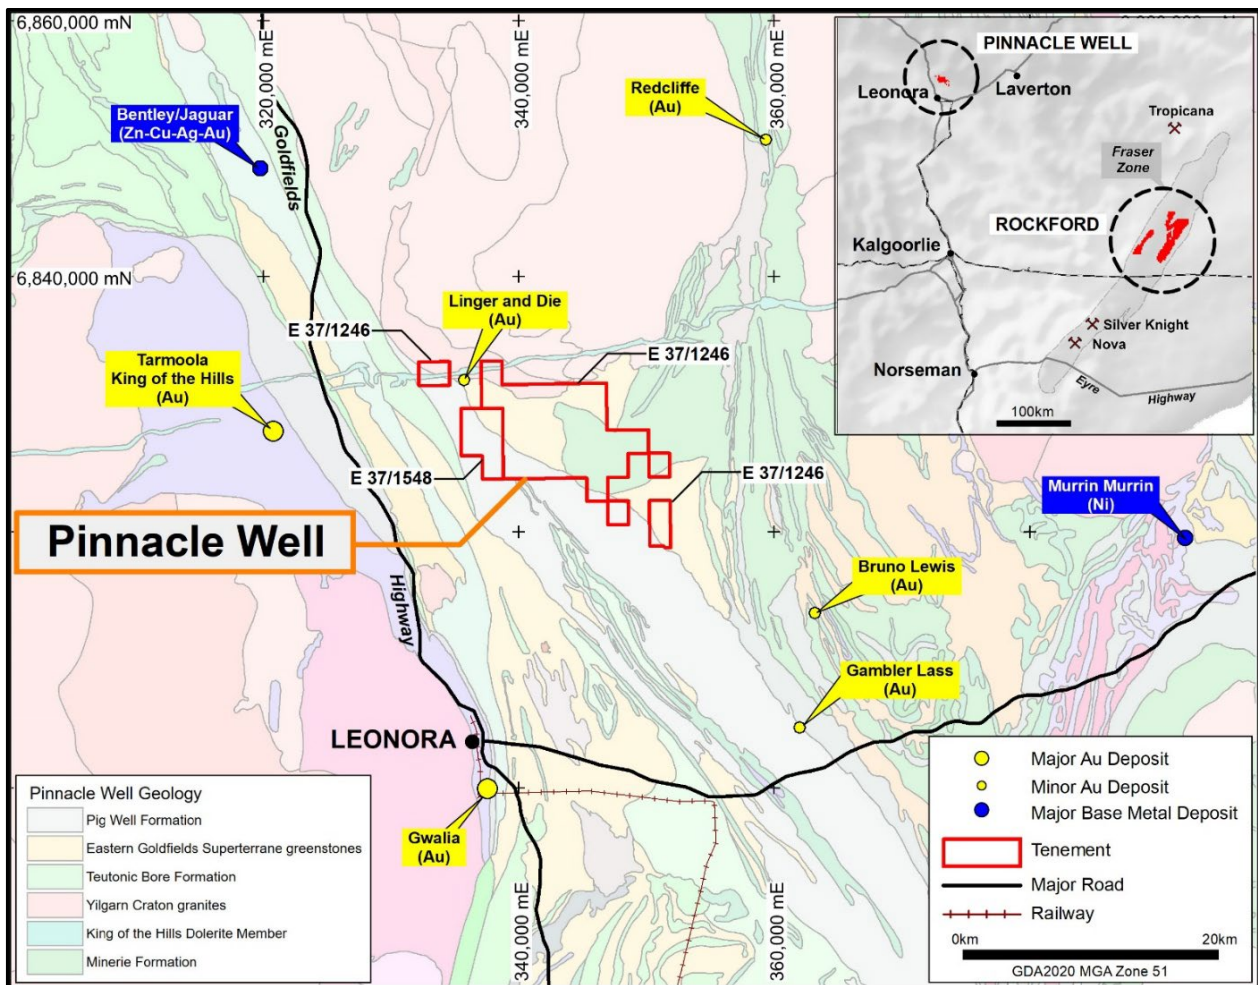 6,860,000 mN
320,000 mE
340,000 mE
360,000 mE
Bentley/Jaguar
(Zn-Cu-Ag-Au)
Goldfields
Redcliffe
(Au)
6,840,000 mN
Linger and Die
(Au)
E 37/1246
E 37/1246
Tarmoola
King of the Hills
(Au)
E 37/1548
E 37/1246
Pinnacle Well
Murrin Murrin
(Ni)
Highway
Bruno Lewis
(Au)
Gambler Lass
(Au)
LEONORA
Gwalia
(Au)
340,000 mE
360,000 mE
PINNACLE WELL
Leonora
Laverton
Tropicana
Fraser
Zone
ROCKFORD
Kalgoorlie
Silver Knight
Nova
Norseman
Eyre
Highway
100km
Pinnacle Well Geology
Pig Well Formation
Eastern Goldfields Superterrane greenstones
Teutonic Bore Formation
Yilgarn Craton granites
King of the Hills Dolerite Member
Minerie Formation
Major Au Deposit
Minor Au Deposit
Major Base Metal Deposit
Tenement
Major Road
Railway
0km
20km
GDA2020 MGA Zone 51